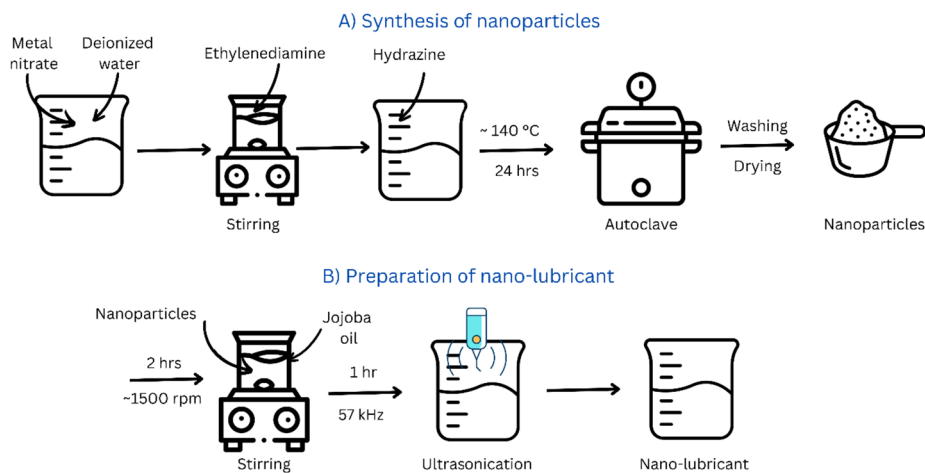 A) Synthesis of nanoparticles
Metal
nitrate
Deionized
water
Ethylenediamine
Hydrazine
~ 140 °C
24 hrs
Washing
Drying
Stirring
Autoclave
Nanoparticles
B) Preparation of nano-lubricant
Nanoparticles
Jojoba
oil
2 hrs
~1500 rpm
1 hr
57 kHz
Stirring
Ultrasonication
Nano-lubricant